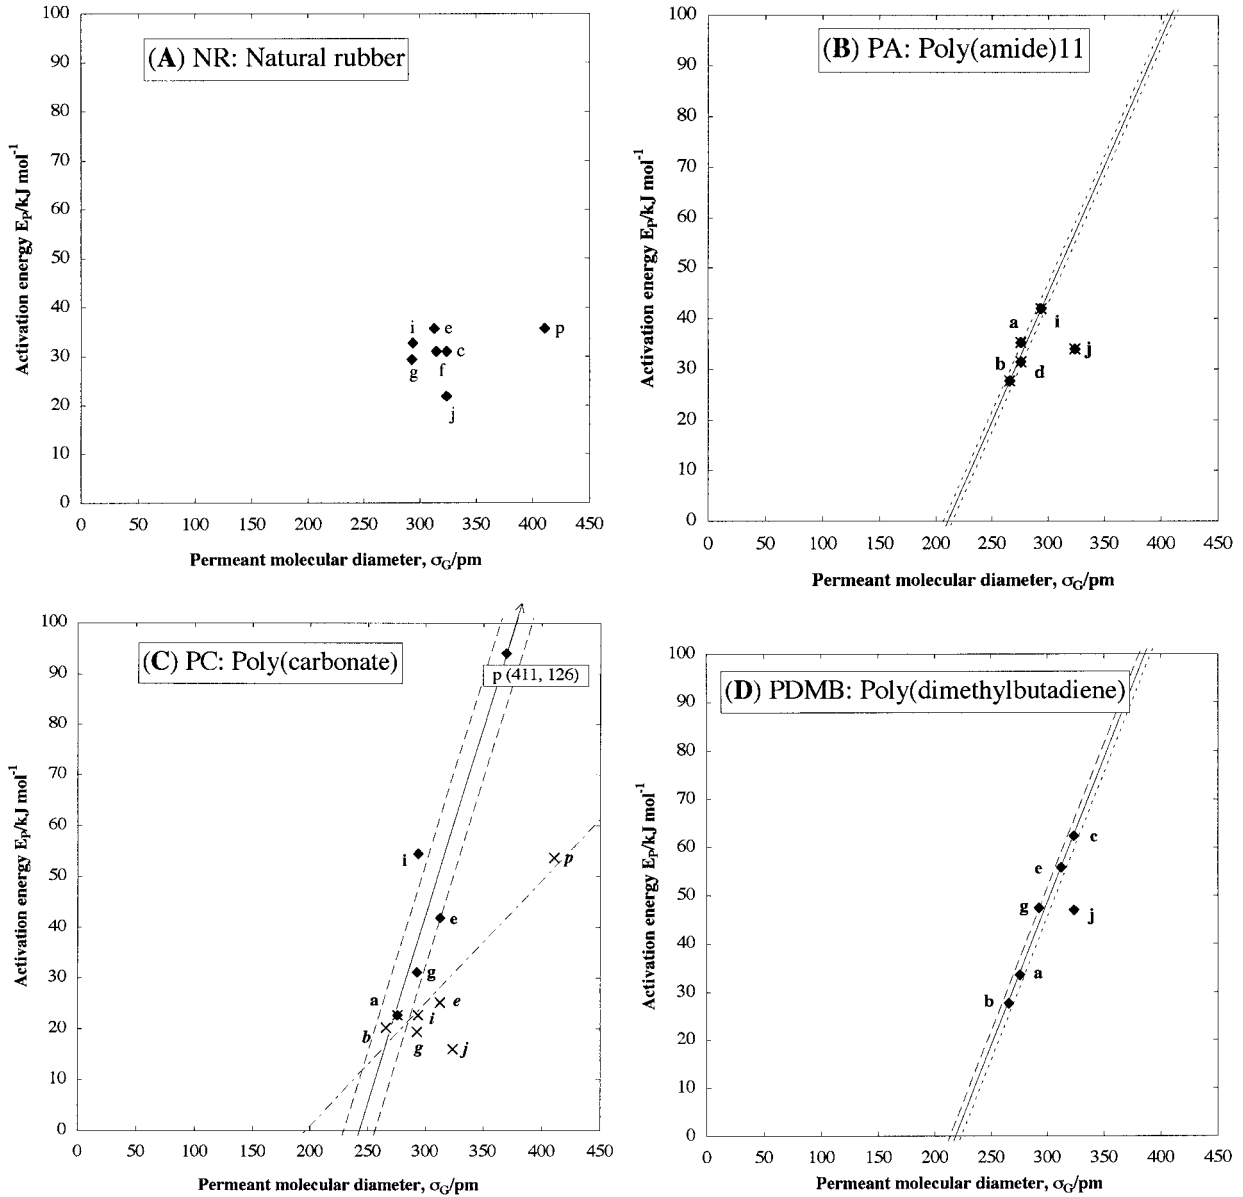 (A) NR: Natural rubber
Activation energy E_P/kJ mol⁻¹
100
90
80
70
60
50
40
30
20
10
0
i
e
p
c
g
f
j
0 50 100 150 200 250 300 350 400 450
Permeant molecular diameter, σ_G/pm
(B) PA: Poly(amide)11
Activation energy E_P/kJ mol⁻¹
100
90
80
70
60
50
40
30
20
10
0
a
i
j
b
d
0 50 100 150 200 250 300 350 400 450
Permeant molecular diameter, σ_G/pm
(C) PC: Poly(carbonate)
p (411, 126)
Activation energy E_P/kJ mol⁻¹
100
90
80
70
60
50
40
30
20
10
0
i
p
e
g
a
e
b
i
g
j
0 50 100 150 200 250 300 350 400 450
Permeant molecular diameter, σ_G/pm
(D) PDMB: Poly(dimethylbutadiene)
Activation energy E_P/kJ mol⁻¹
100
90
80
70
60
50
40
30
20
10
0
c
e
g
j
a
b
0 50 100 150 200 250 300 350 400 450
Permeant molecular diameter, σ_G/pm